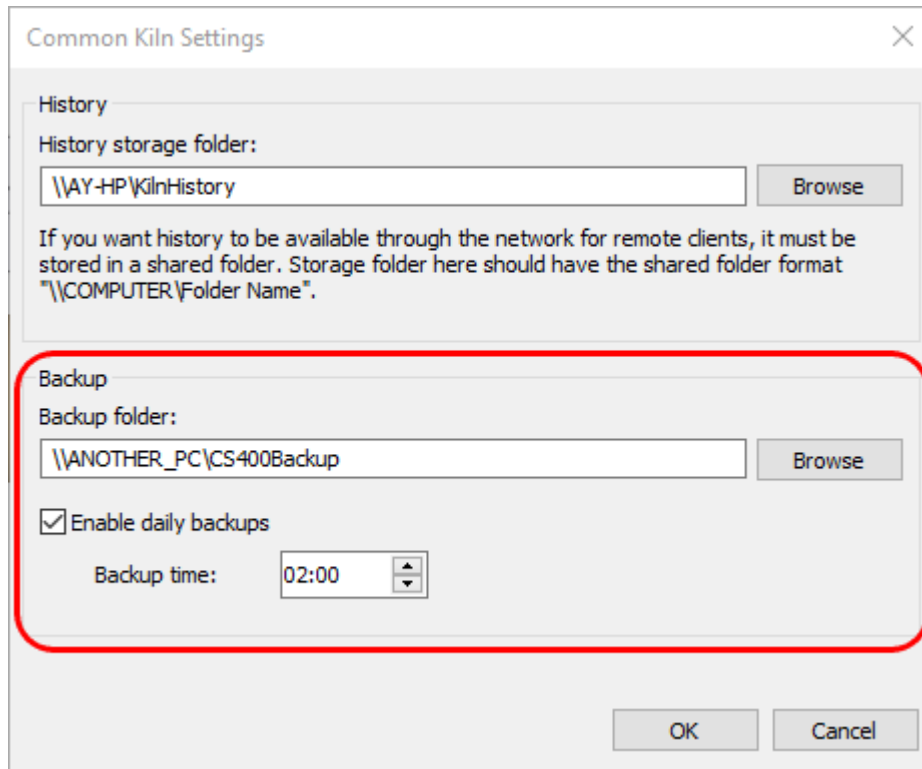 Common Kiln Settings
History
History storage folder:
\\AY-HP\KilnHistory
Browse
If you want history to be available through the network for remote clients, it must be
stored in a shared folder. Storage folder here should have the shared folder format
"\\COMPUTER\Folder Name".
Backup
Backup folder:
\\ANOTHER_PC\CS400Backup
Browse
Enable daily backups
Backup time:
02:00
OK
Cancel